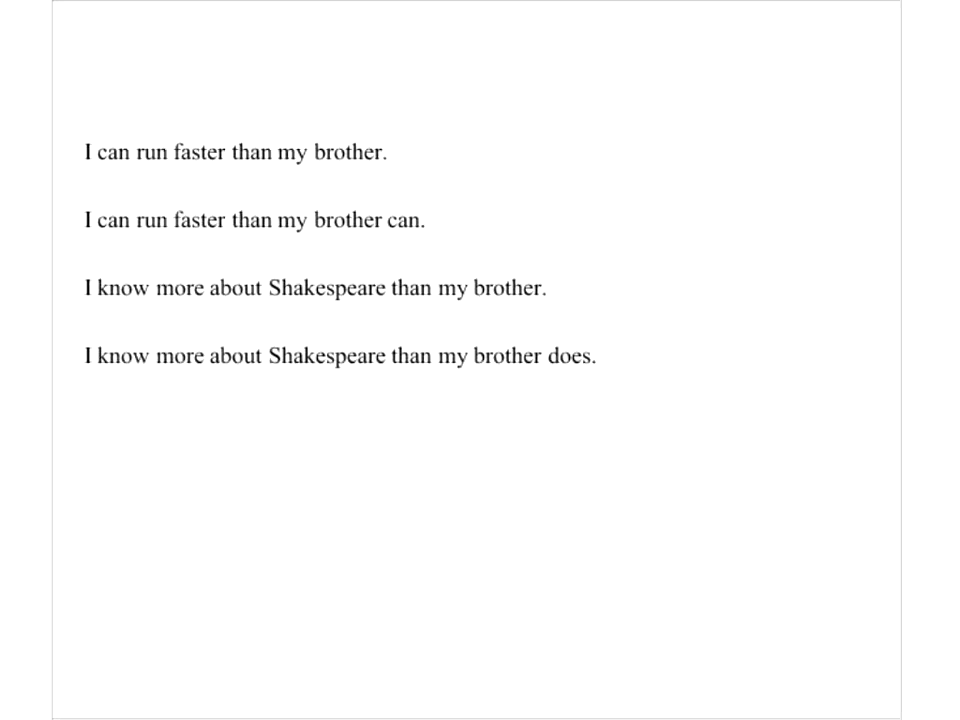 I can run faster than my brother.
I can run faster than my brother can.
I know more about Shakespeare than my brother.
I know more about Shakespeare than my brother does.